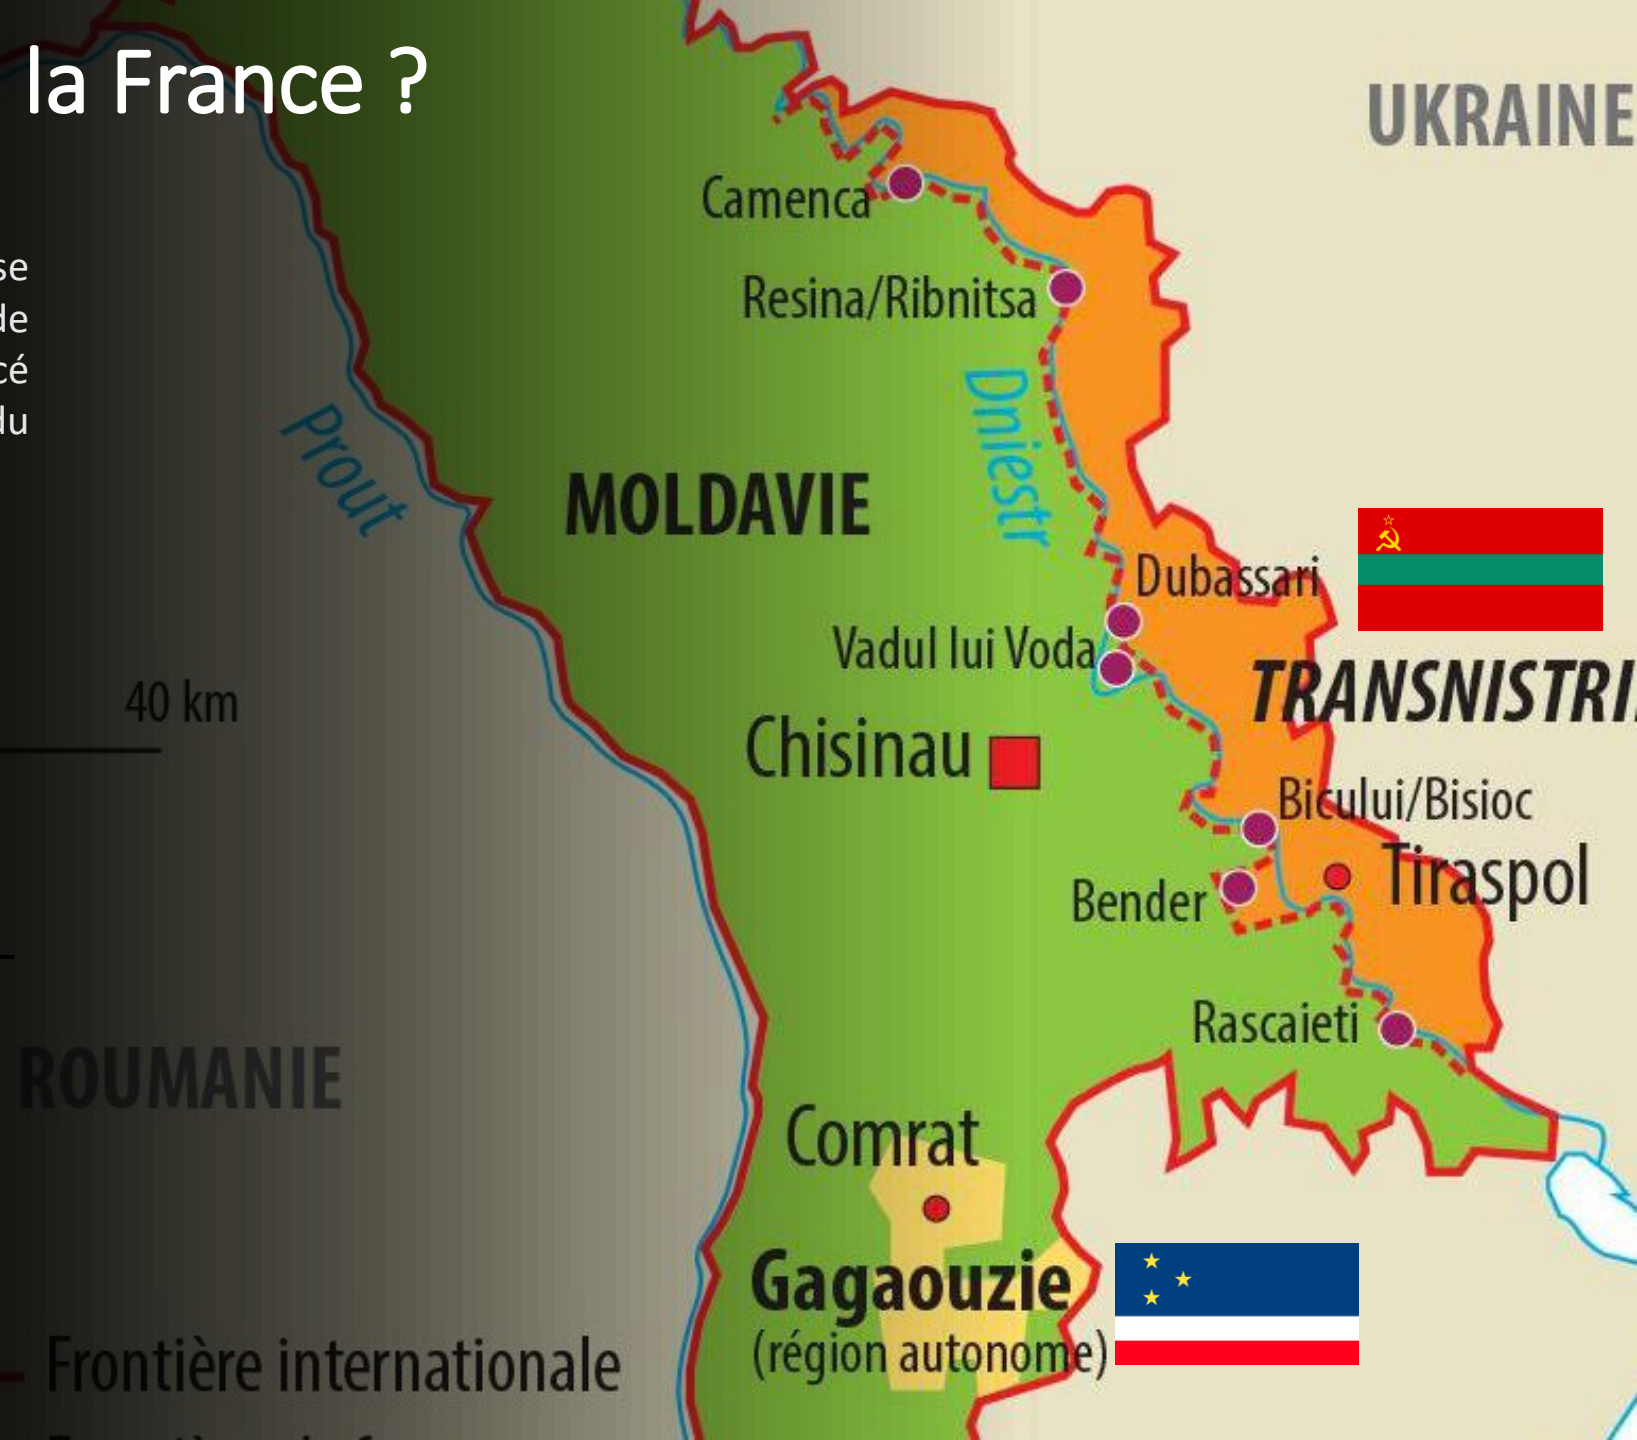 la France ?
UKRAINE
Camenca
Resina/Ribnitsa
Dniestr
Prout
MOLDAVIE
Dubassari
Vadul lui Voda
TRANSNISTRI
40 km
Chisinau
Bicului/Bisioc
Tiraspol
Bender
Rascaieti
ROUMANIE
Comrat
Gagaouzie
(région autonome)
Frontière internationale